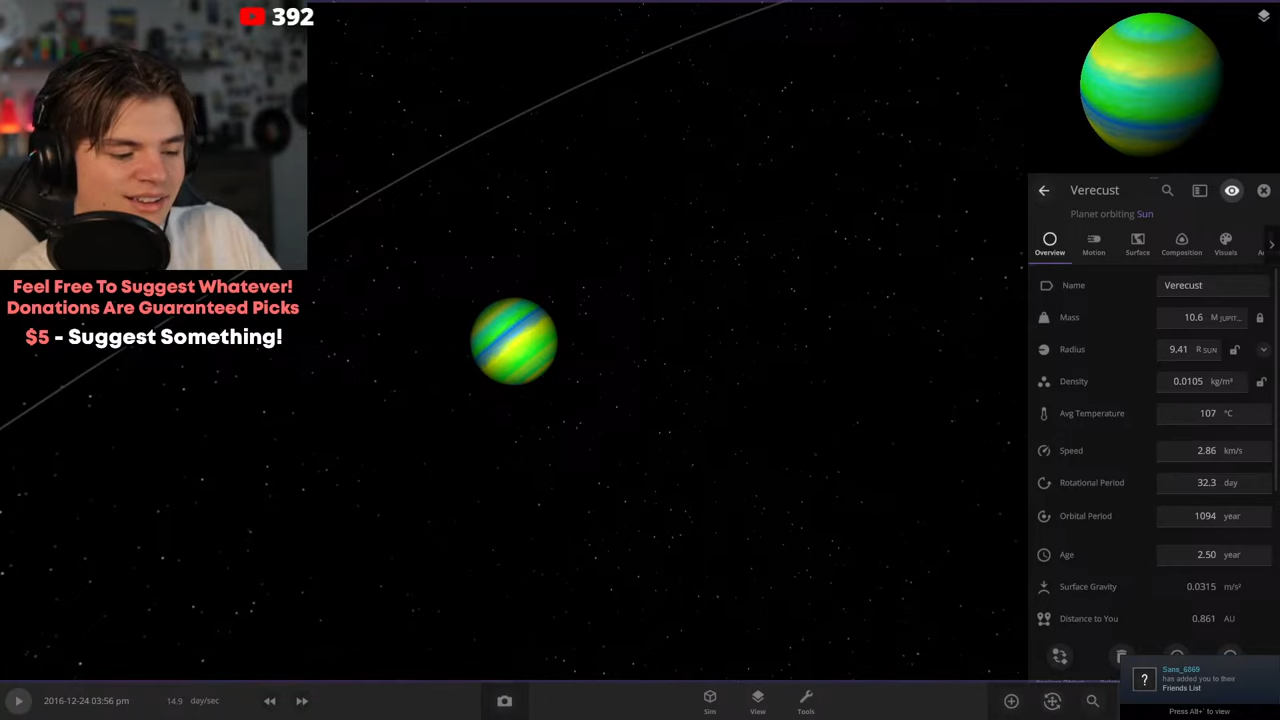 392
Feel Free To Suggest Whatever!
Donations Are Guaranteed Picks
$5 - Suggest Something!
Verecust
Planet orbiting Sun
Overview Motion Surface Composition Visuals
Name Verecust
Mass 10.6 M JUPIT...
Radius 9.41 R SUN
Density 0.0105 kg/m³
Avg Temperature 107 °C
Speed 2.86 km/s
Rotational Period 32.3 day
Orbital Period 1094 year
Age 2.50 year
Surface Gravity 0.0315 m/s²
Distance to You 0.861 AU
Sans_6869
has added you to their
Friends List
Press Alt+` to view
2016-12-24 03:56 pm 14.9 day/sec
Sim View Tools